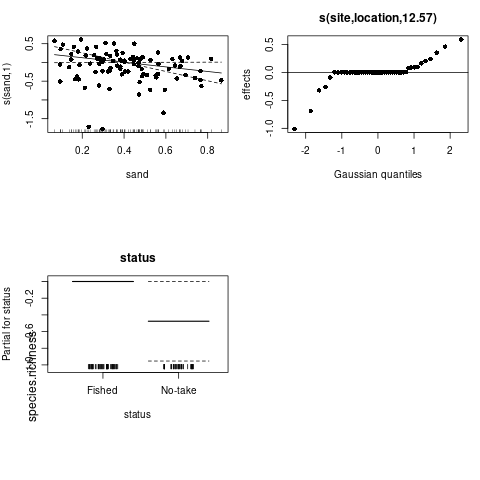 s(sand,1)
0.5
-0.5
-1.5
0.2 0.4 0.6 0.8
sand
s(site,location,12.57)
effects
0.5
0.0
-0.5
-1.0
-2 -1 0 1 2
Gaussian quantiles
status
Partial for status
species.richness
-0.2
Fished No-take
status